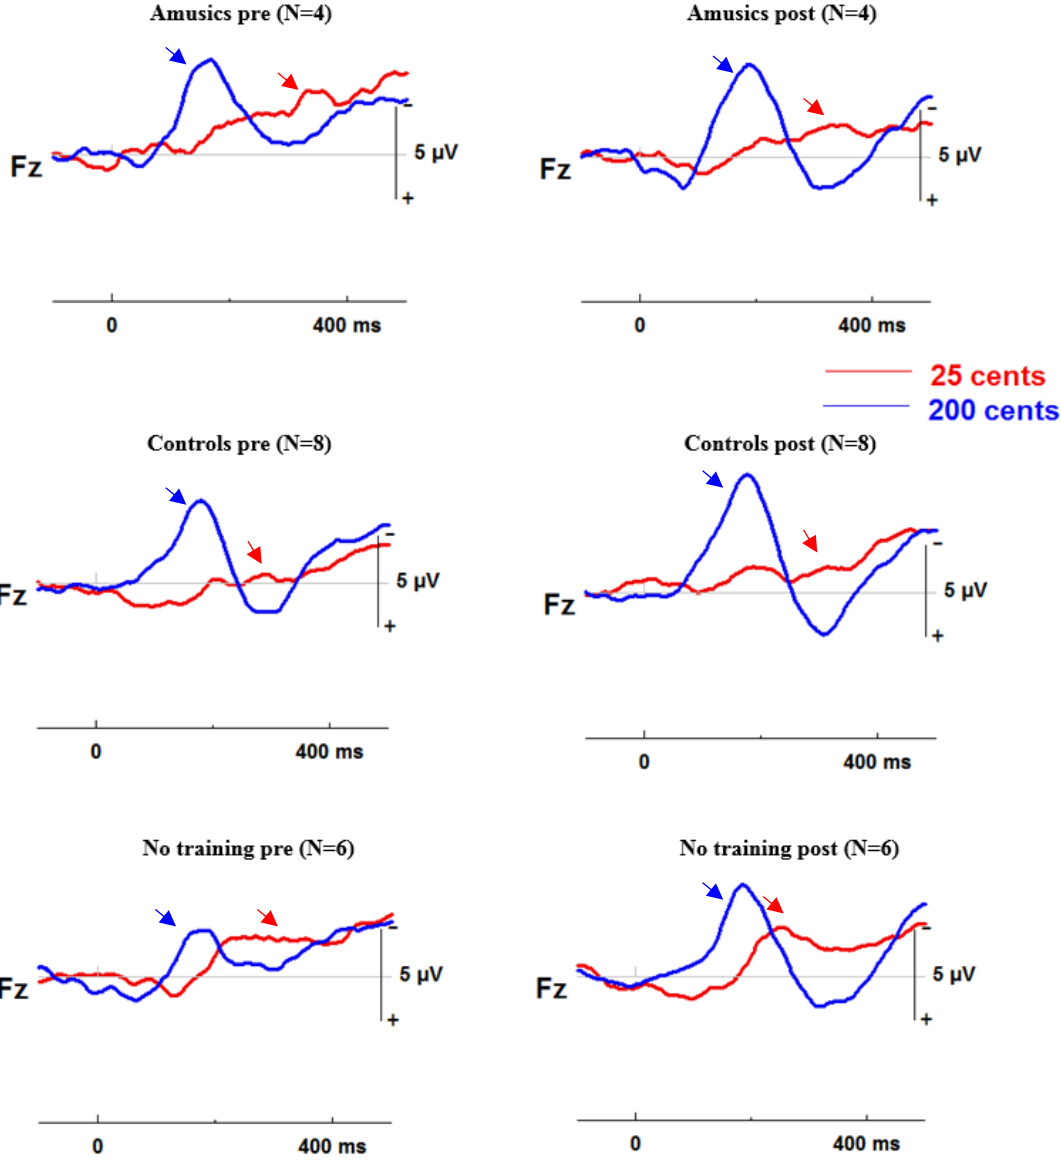 Amusics pre (N=4)
Amusics post (N=4)
−
5 µV
+
Fz
−
5 µV
+
Fz
0
400 ms
0
400 ms
25 cents
200 cents
Controls pre (N=8)
Controls post (N=8)
−
5 µV
+
Fz
−
5 µV
+
Fz
0
400 ms
0
400 ms
No training pre (N=6)
No training post (N=6)
−
5 µV
+
Fz
−
5 µV
+
Fz
0
400 ms
0
400 ms